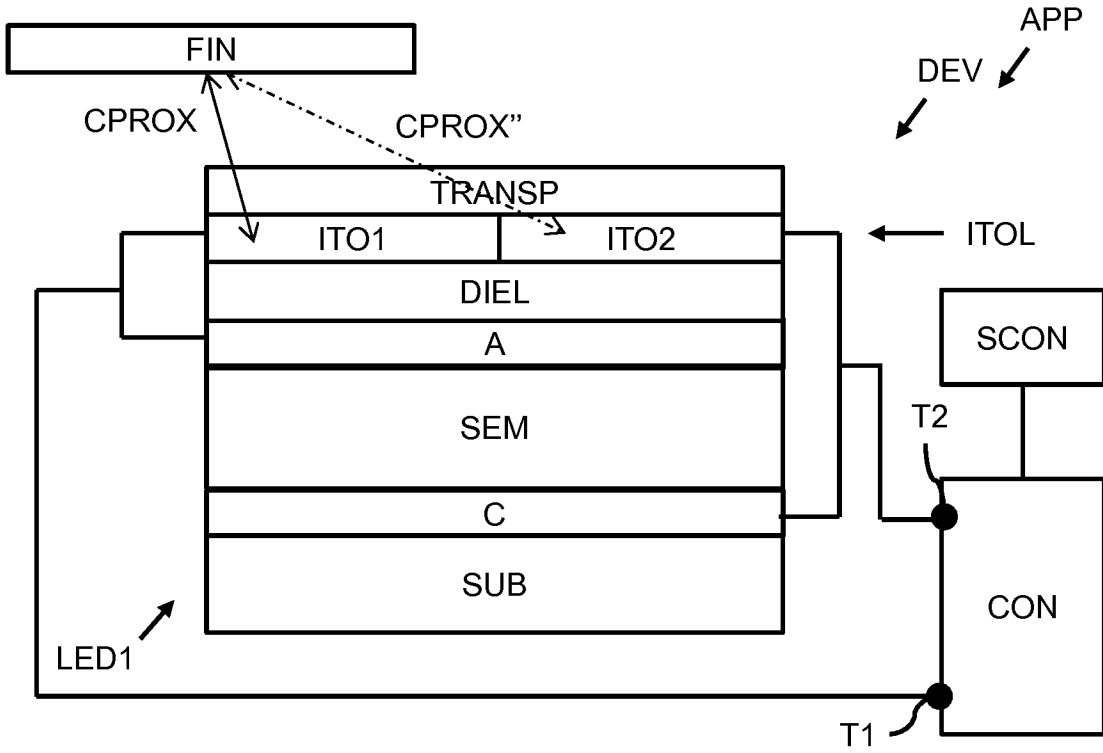 APP
FIN
DEV
CPROX
CPROX’’
TRANSP
ITO1
ITO2
ITOL
DIEL
SCON
A
T2
SEM
C
SUB
CON
LED1
T1